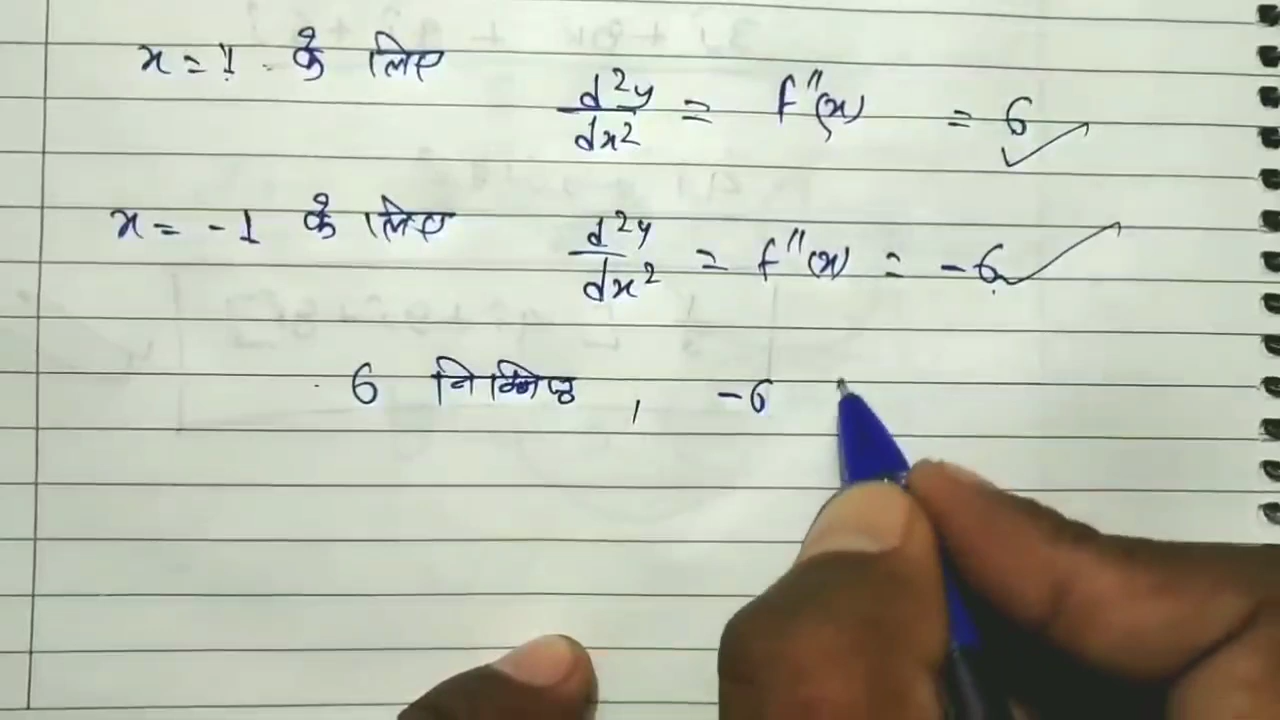 x = 1 के लिए
d²y/dx² = f''(x) = 6
x = -1 के लिए d²y/dx² = f''(x) = -6
6 , -6